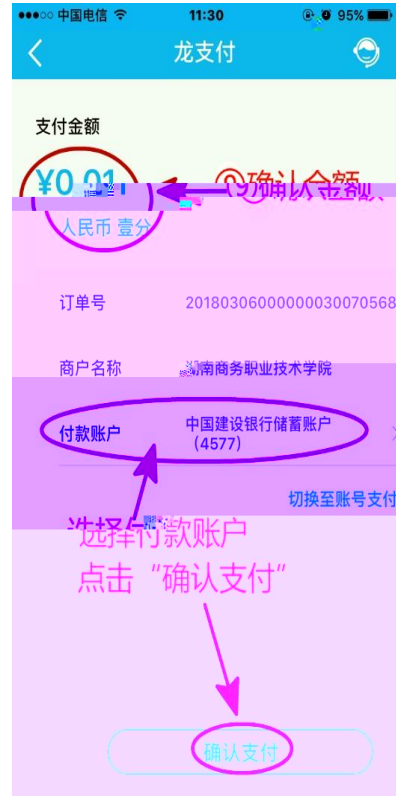 中国电信 11:30 95%
龙支付
支付金额
¥0.01
⑨确认金额
人民币 壹分
订单号 20180306000000030070568
商户名称 湖南商务职业技术学院
付款账户 中国建设银行储蓄账户
（4577）
切换至账号支付
选择付款账户
点击“确认支付”
确认支付